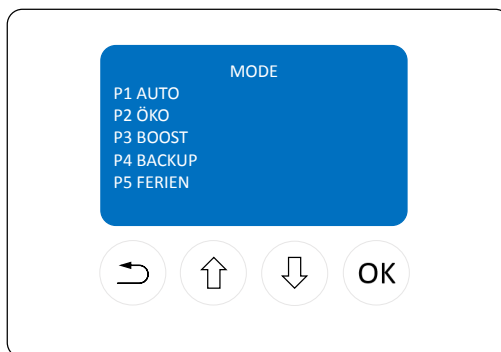 MODE
P1 AUTO
P2 ÖKO
P3 BOOST
P4 BACKUP
P5 FERIEN
OK